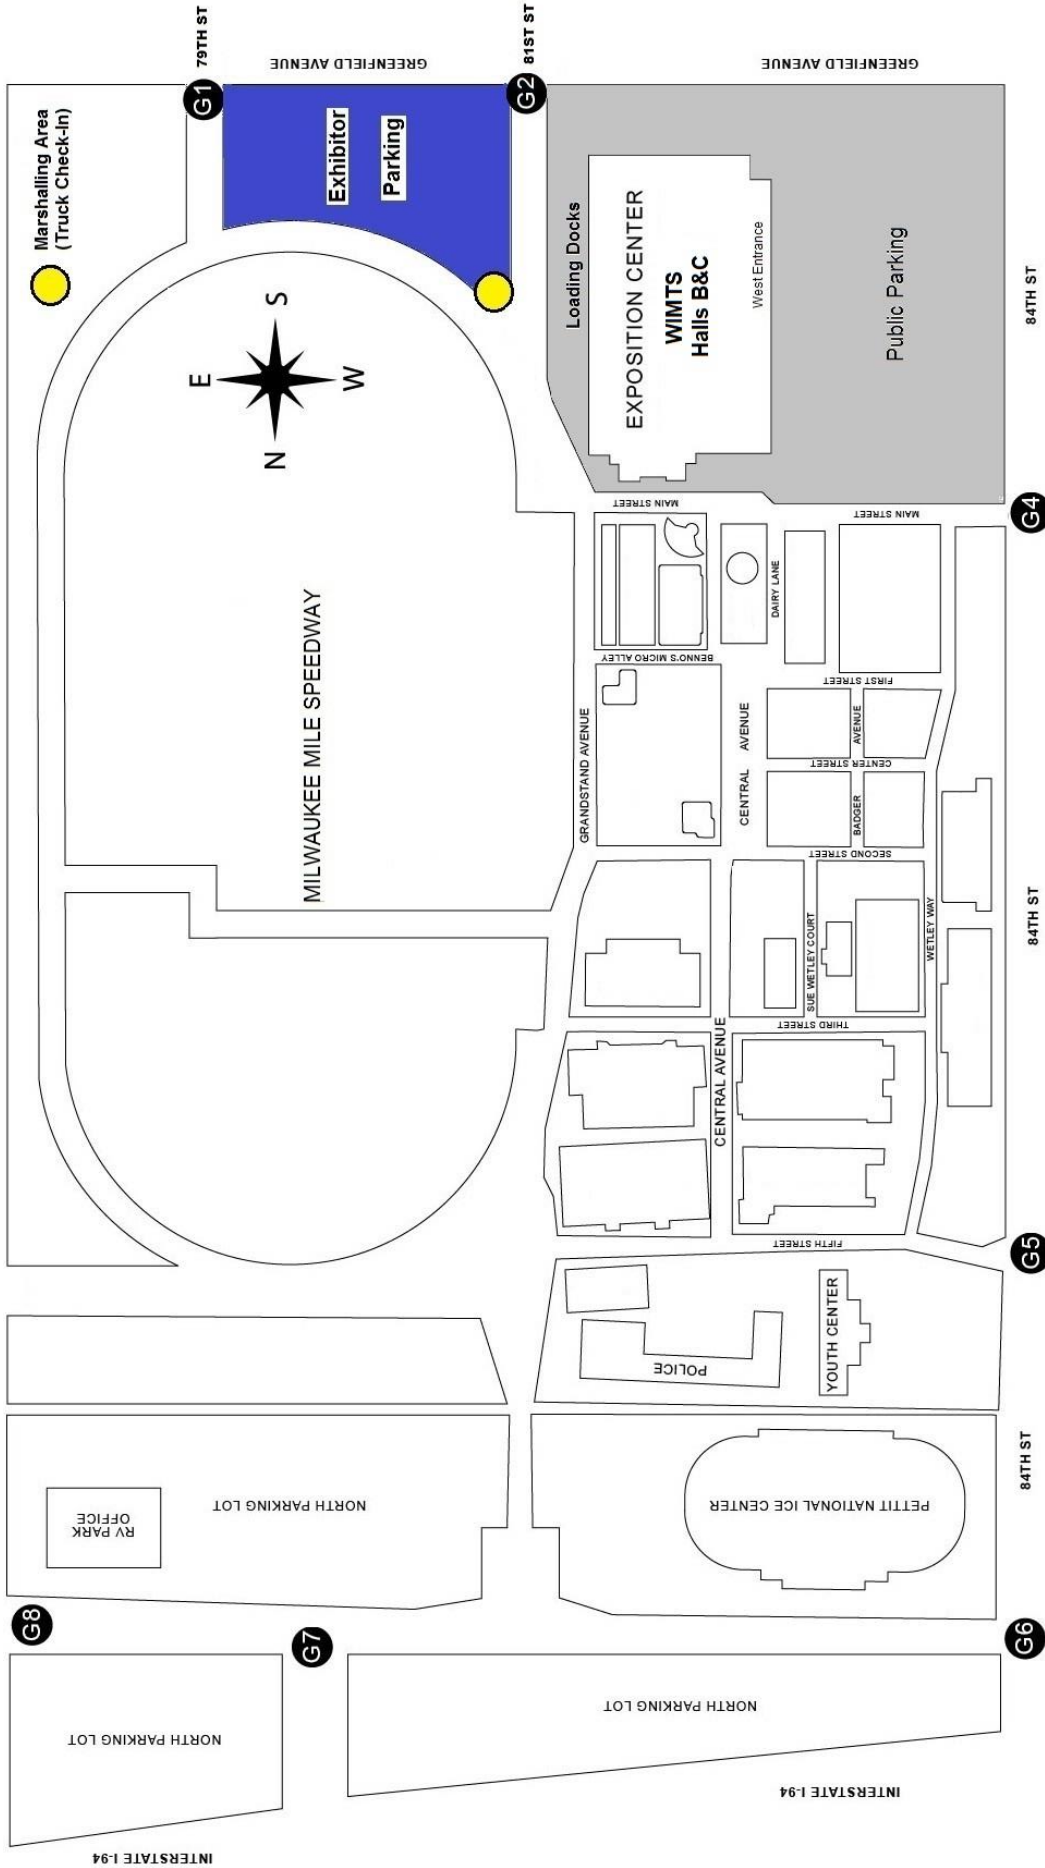 79TH ST
81ST ST
GREENFIELD AVENUE
GREENFIELD AVENUE
G1
G2
Marshalling Area
(Truck Check-In)
Exhibitor
Parking
Loading Docks
EXPOSITION CENTER
WIMTS
Halls B&C
West Entrance
Public Parking
84TH ST
E
S
N
W
MAIN STREET
MAIN STREET
G4
MILWAUKEE MILE SPEEDWAY
DAIRY LANE
BENNO'S MICRO ALLEY
FIRST STREET
GRANDSTAND AVENUE
CENTRAL AVENUE
BADGER AVENUE
CENTER STREET
SECOND STREET
84TH ST
SUE WETLEY COURT
WETLEY WAY
THIRD STREET
CENTRAL AVENUE
FIFTH STREET
G5
POLICE
YOUTH CENTER
84TH ST
RV PARK
OFFICE
NORTH PARKING LOT
PETTIT NATIONAL ICE CENTER
G8
G7
G6
NORTH PARKING LOT
NORTH PARKING LOT
INTERSTATE I-94
INTERSTATE I-94